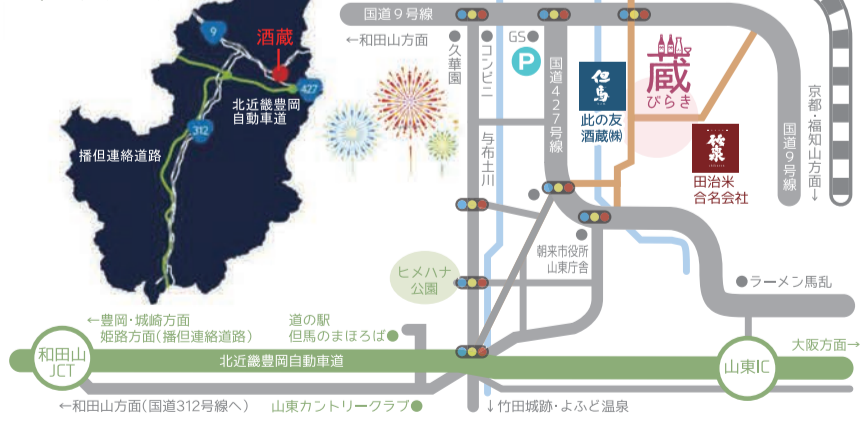 9
酒蔵
427
北近畿豊岡
自動車道
312
播但連絡道路
国道9号線
←和田山方面
久華園
コンビニ
GS
P
国道427号線
但馬
此の友
酒蔵㈱
蔵
びらき
竹泉
田治米
合名会社
京都・福知山方面→
国道9号線
与布土川
朝来市役所
山東庁舎
ヒメハナ
公園
ラーメン馬乱
←豊岡・城崎方面
姫路方面(播但連絡道路)
道の駅
但馬のまほろば
和田山
JCT
北近畿豊岡自動車道
山東IC
大阪方面→
←和田山方面(国道312号線へ)
山東カントリークラブ
↓竹田城跡・よふど温泉